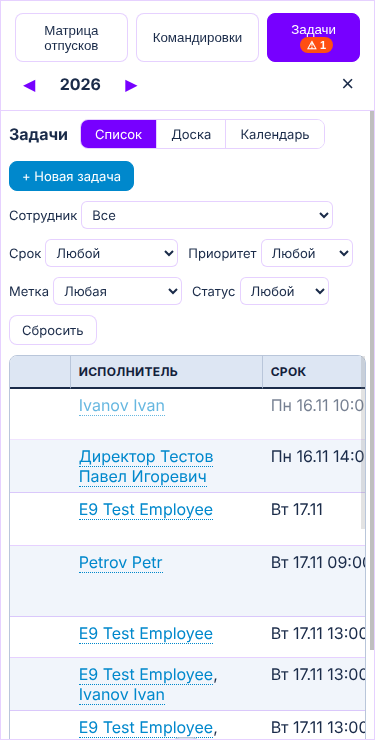 Матрица
отпусков
Командировки
Задачи
⚠ 1
◀ 2026 ▶ ×
Задачи Список Доска Календарь
+ Новая задача
Сотрудник Все
Срок Любой Приоритет Любой
Метка Любая Статус Любой
Сбросить
ИСПОЛНИТЕЛЬ СРОК
Ivanov Ivan Пн 16.11 10:0
Директор Тестов Пн 16.11 14:0
Павел Игоревич
E9 Test Employee Вт 17.11
Petrov Petr Вт 17.11 09:00
E9 Test Employee Вт 17.11 13:00
E9 Test Employee, Вт 17.11 13:00
Ivanov Ivan
E9 Test Employee, Вт 17.11 13:00